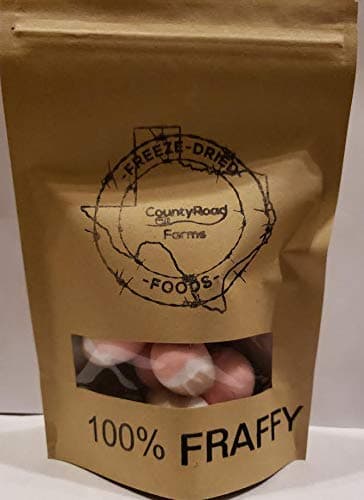 -FREEZE-DRIED-
CountyRoad
Farms
-FOODS-
100% FRAFFY